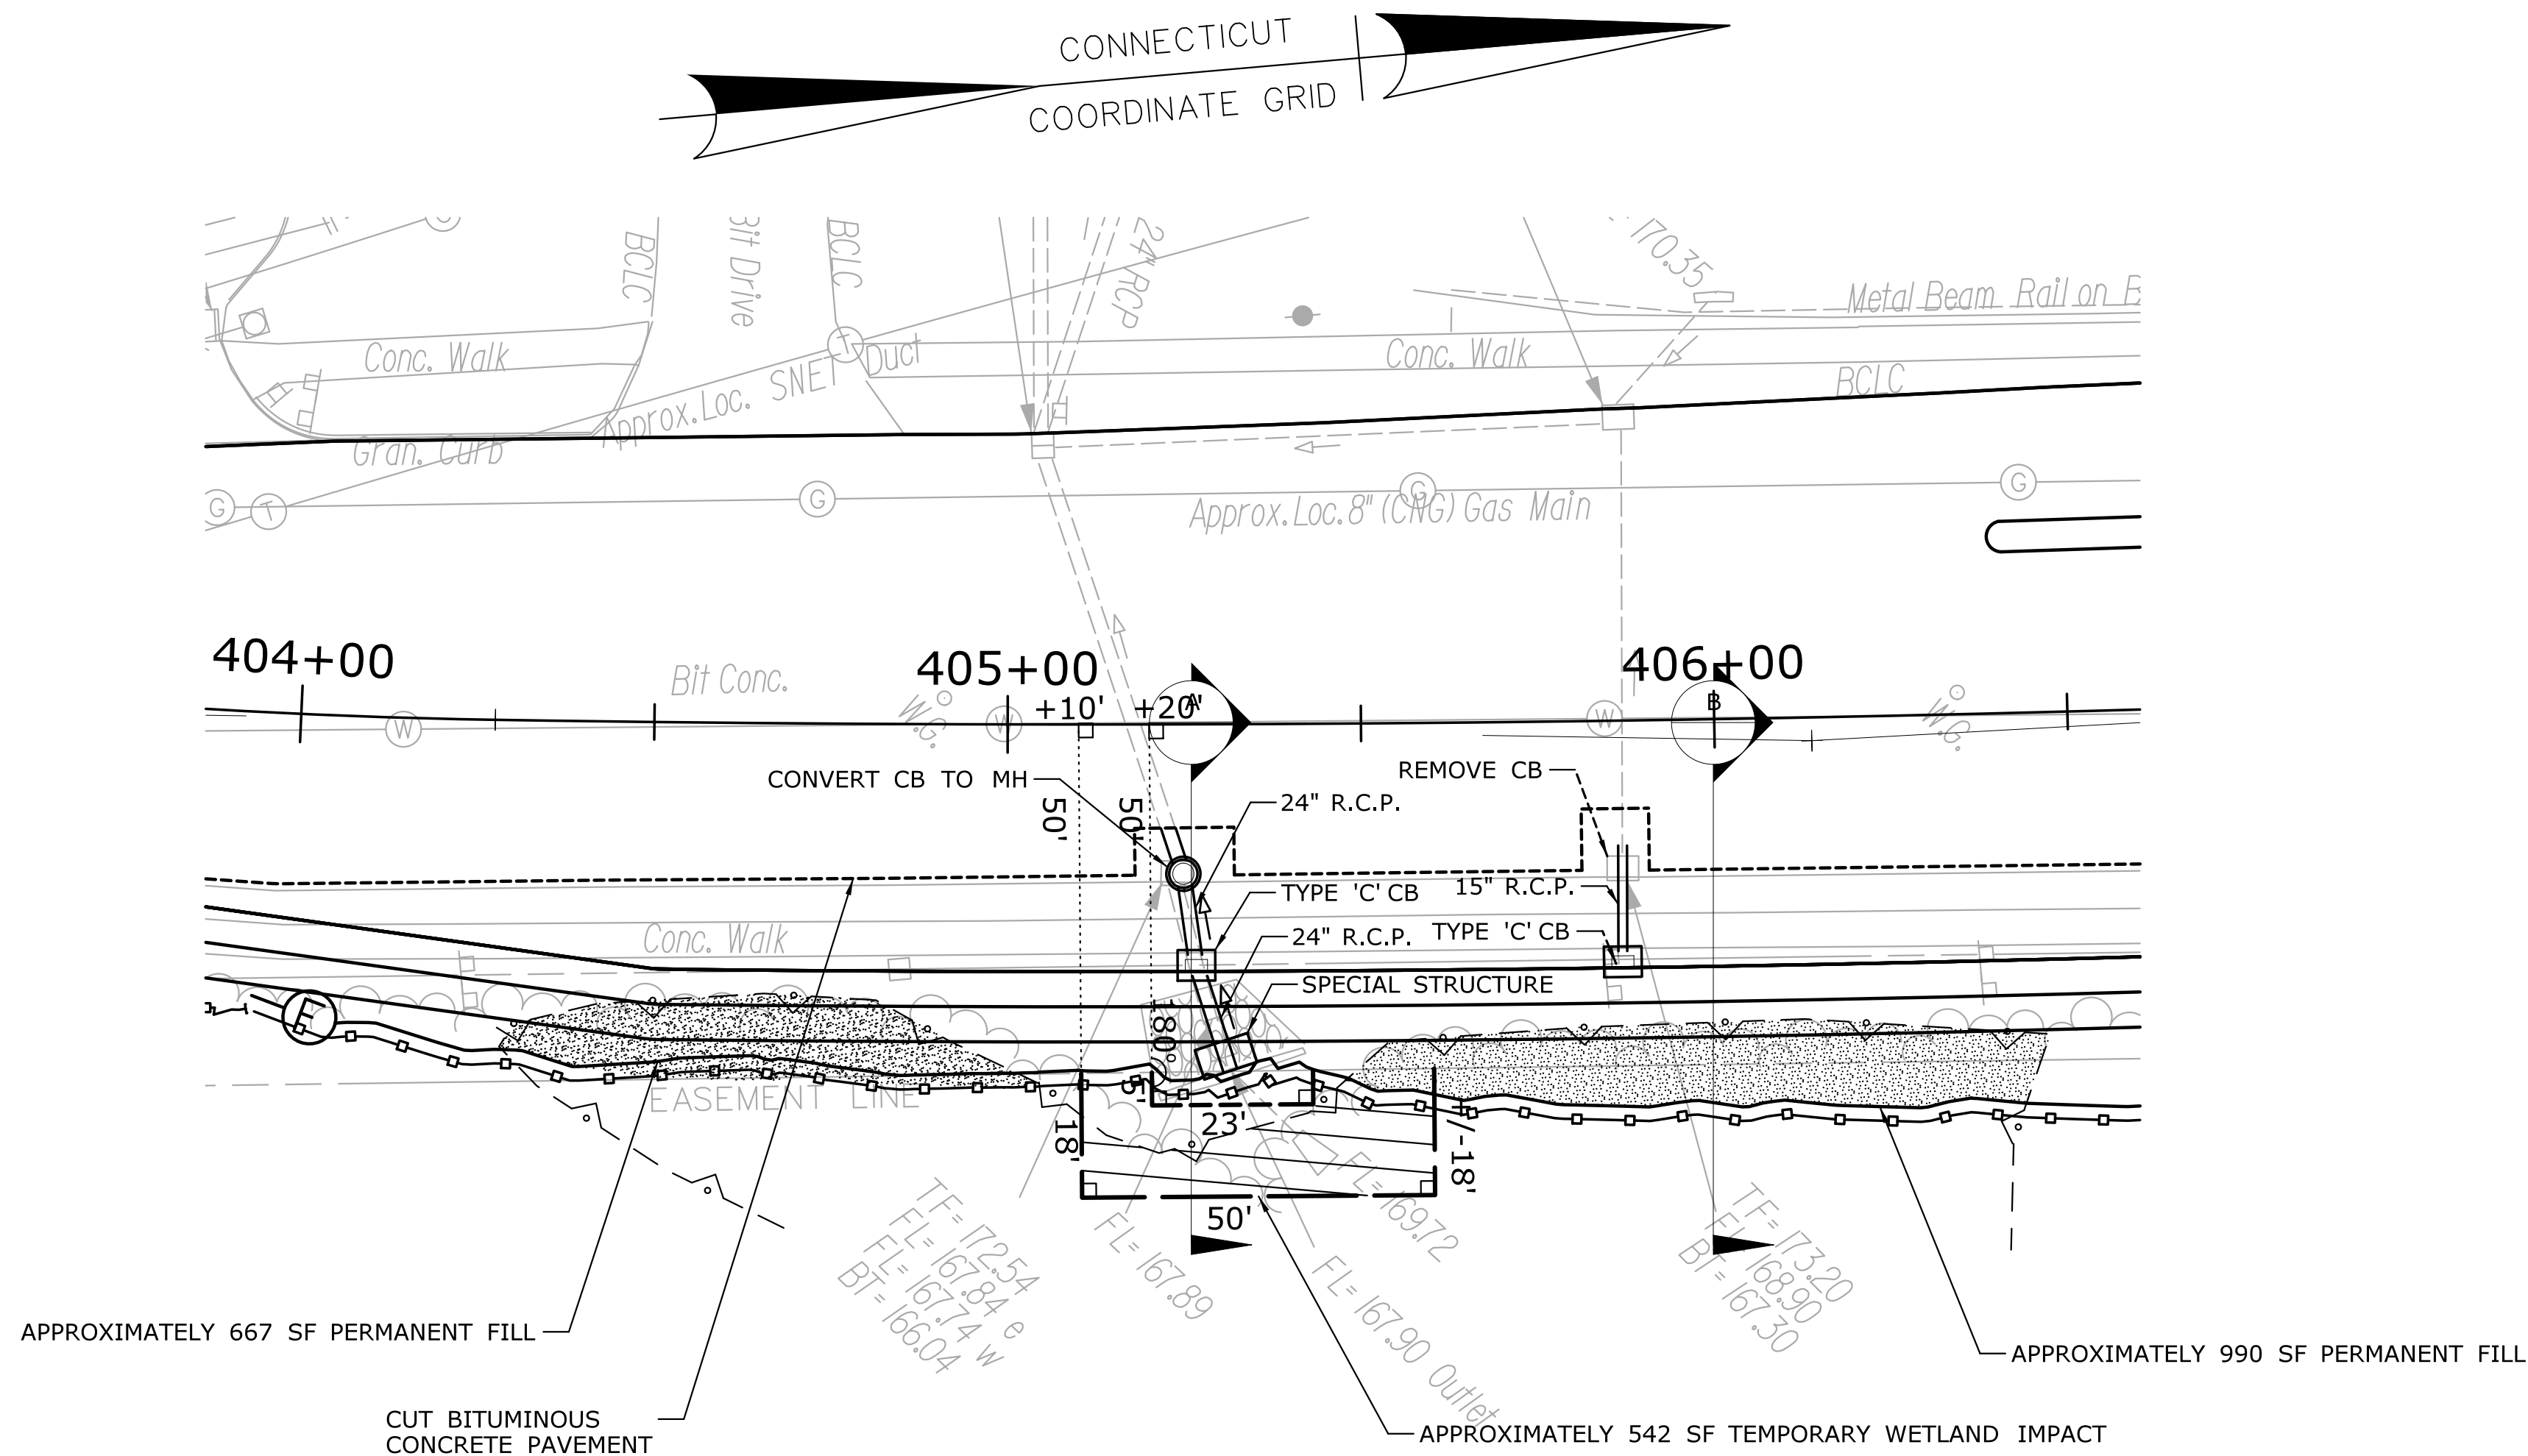 CONNECTICUT
COORDINATE GRID
BCLC
Bit Drive
BCLC
24" RCP
170.35
Metal Beam Rail on
Conc. Walk
T
Duct
Approx.Loc. SNET
Conc. Walk
BCLC
Gran. Curb
G
T
G
G
G
Approx.Loc.8" (CNG) Gas Main
404+00
Bit Conc.
405+00
406+00
W.G.
W.G.
+10'
+20'
A
B
W
W
W
CONVERT CB TO MH
REMOVE CB
50'
50'
24" R.C.P.
TYPE 'C' CB
15" R.C.P.
Conc. Walk
24" R.C.P.
TYPE 'C' CB
SPECIAL STRUCTURE
E
180°
EASEMENT LINE
5'
23'
18'
+/-18'
50'
TF= 172.54
FL= 167.84 e
FL= 167.74 w
BT= 166.04
FL= 167.89
FL= 169.72
FL= 167.90 Outlet
TF= 173.20
FL= 168.90
BT= 167.30
APPROXIMATELY 667 SF PERMANENT FILL
APPROXIMATELY 990 SF PERMANENT FILL
CUT BITUMINOUS
CONCRETE PAVEMENT
APPROXIMATELY 542 SF TEMPORARY WETLAND IMPACT